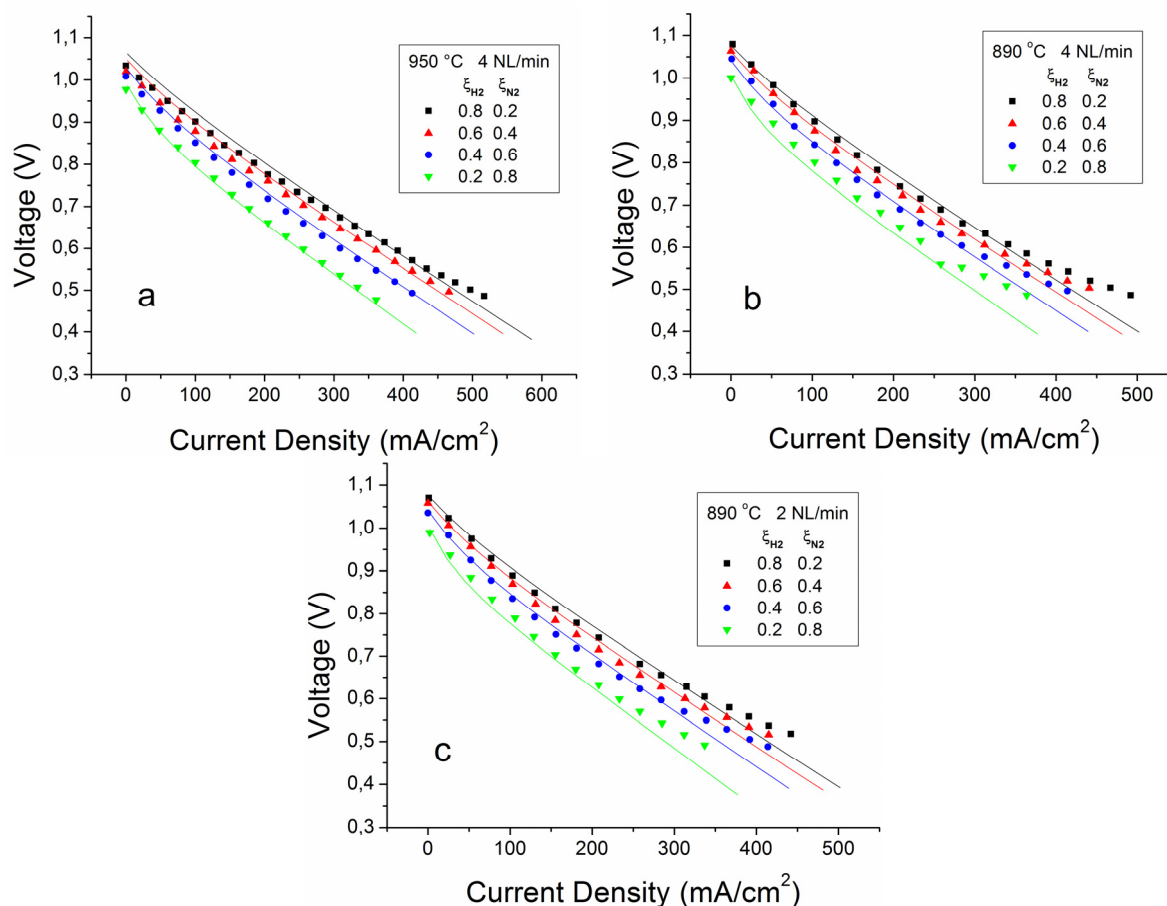 1,1
1,0
0,9
0,8
0,7
0,6
0,5
0,4
0,3
Voltage (V)
950 °C 4 NL/min
ξH2 ξN2
0.8 0.2
0.6 0.4
0.4 0.6
0.2 0.8
a
0 100 200 300 400 500 600
Current Density (mA/cm²)
1,1
1,0
0,9
0,8
0,7
0,6
0,5
0,4
0,3
Voltage (V)
890 °C 4 NL/min
ξH2 ξN2
0.8 0.2
0.6 0.4
0.4 0.6
0.2 0.8
b
0 100 200 300 400 500
Current Density (mA/cm²)
1,1
1,0
0,9
0,8
0,7
0,6
0,5
0,4
0,3
Voltage (V)
890 °C 2 NL/min
ξH2 ξN2
0.8 0.2
0.6 0.4
0.4 0.6
0.2 0.8
c
0 100 200 300 400 500
Current Density (mA/cm²)